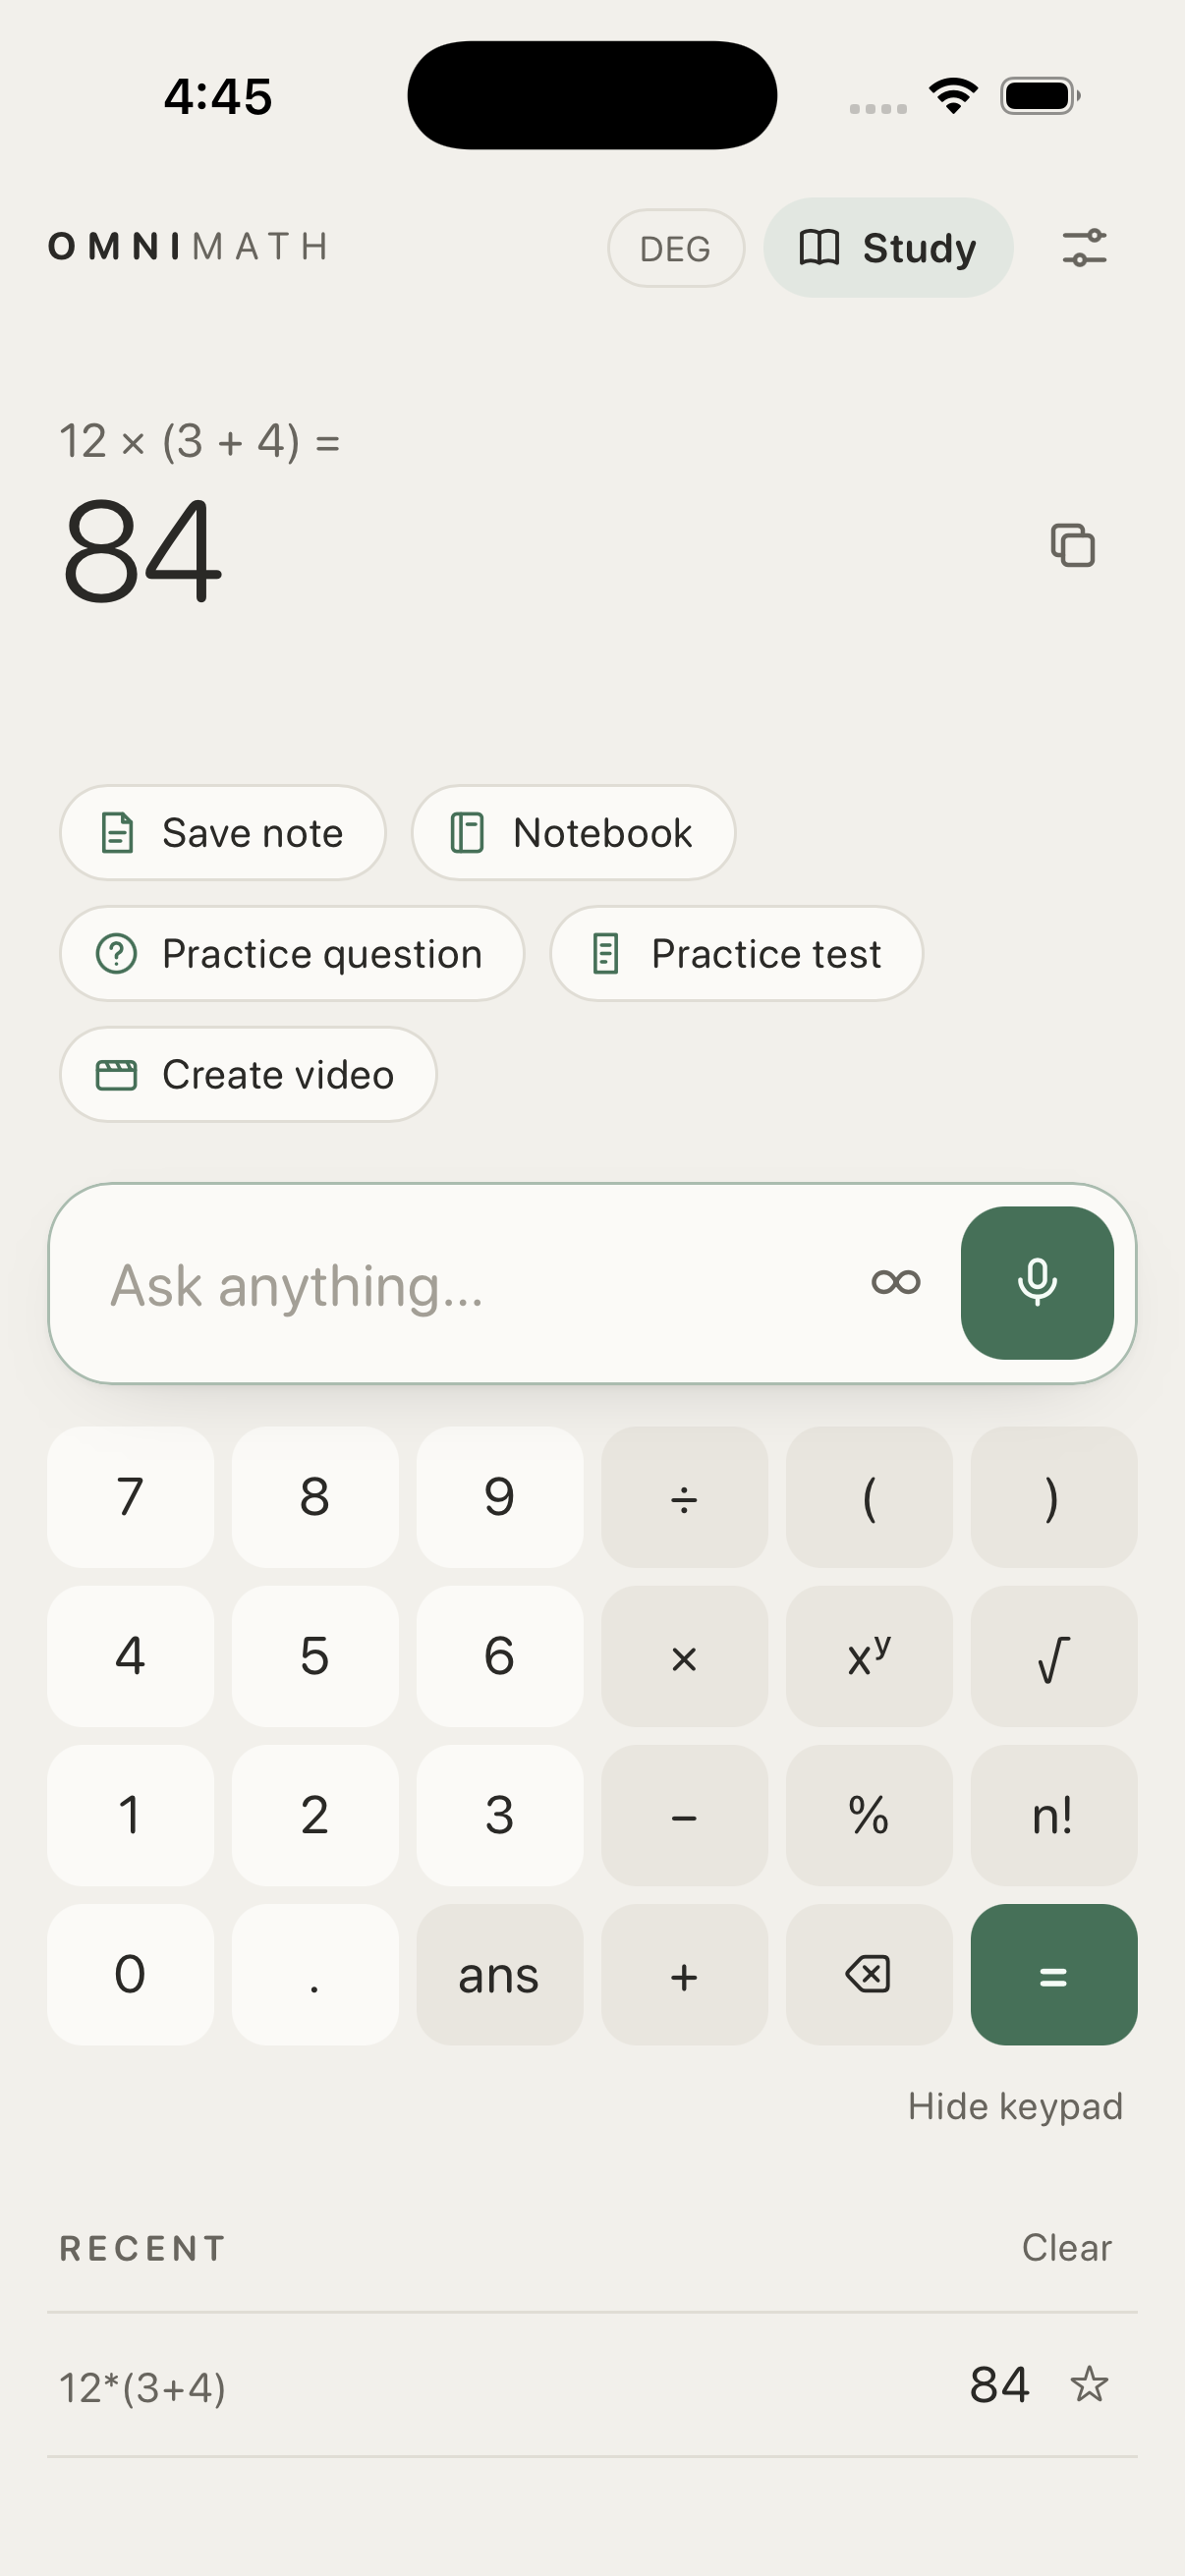 4:45
OMNIMATH DEG Study
12 × (3 + 4) =
84
Save note Notebook
Practice question Practice test
Create video
Ask anything...
7 8 9 ÷ ( )
4 5 6 × xʸ √
1 2 3 − % n!
0 . ans + =
Hide keypad
RECENT Clear
12*(3+4) 84